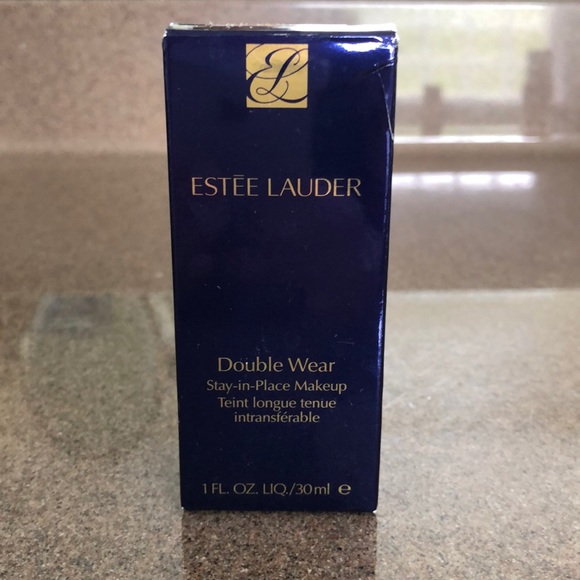 EL
ESTĒE LAUDER
Double Wear
Stay-in-Place Makeup
Teint longue tenue
intransférable
1 FL. OZ. LIQ./30ml ℮